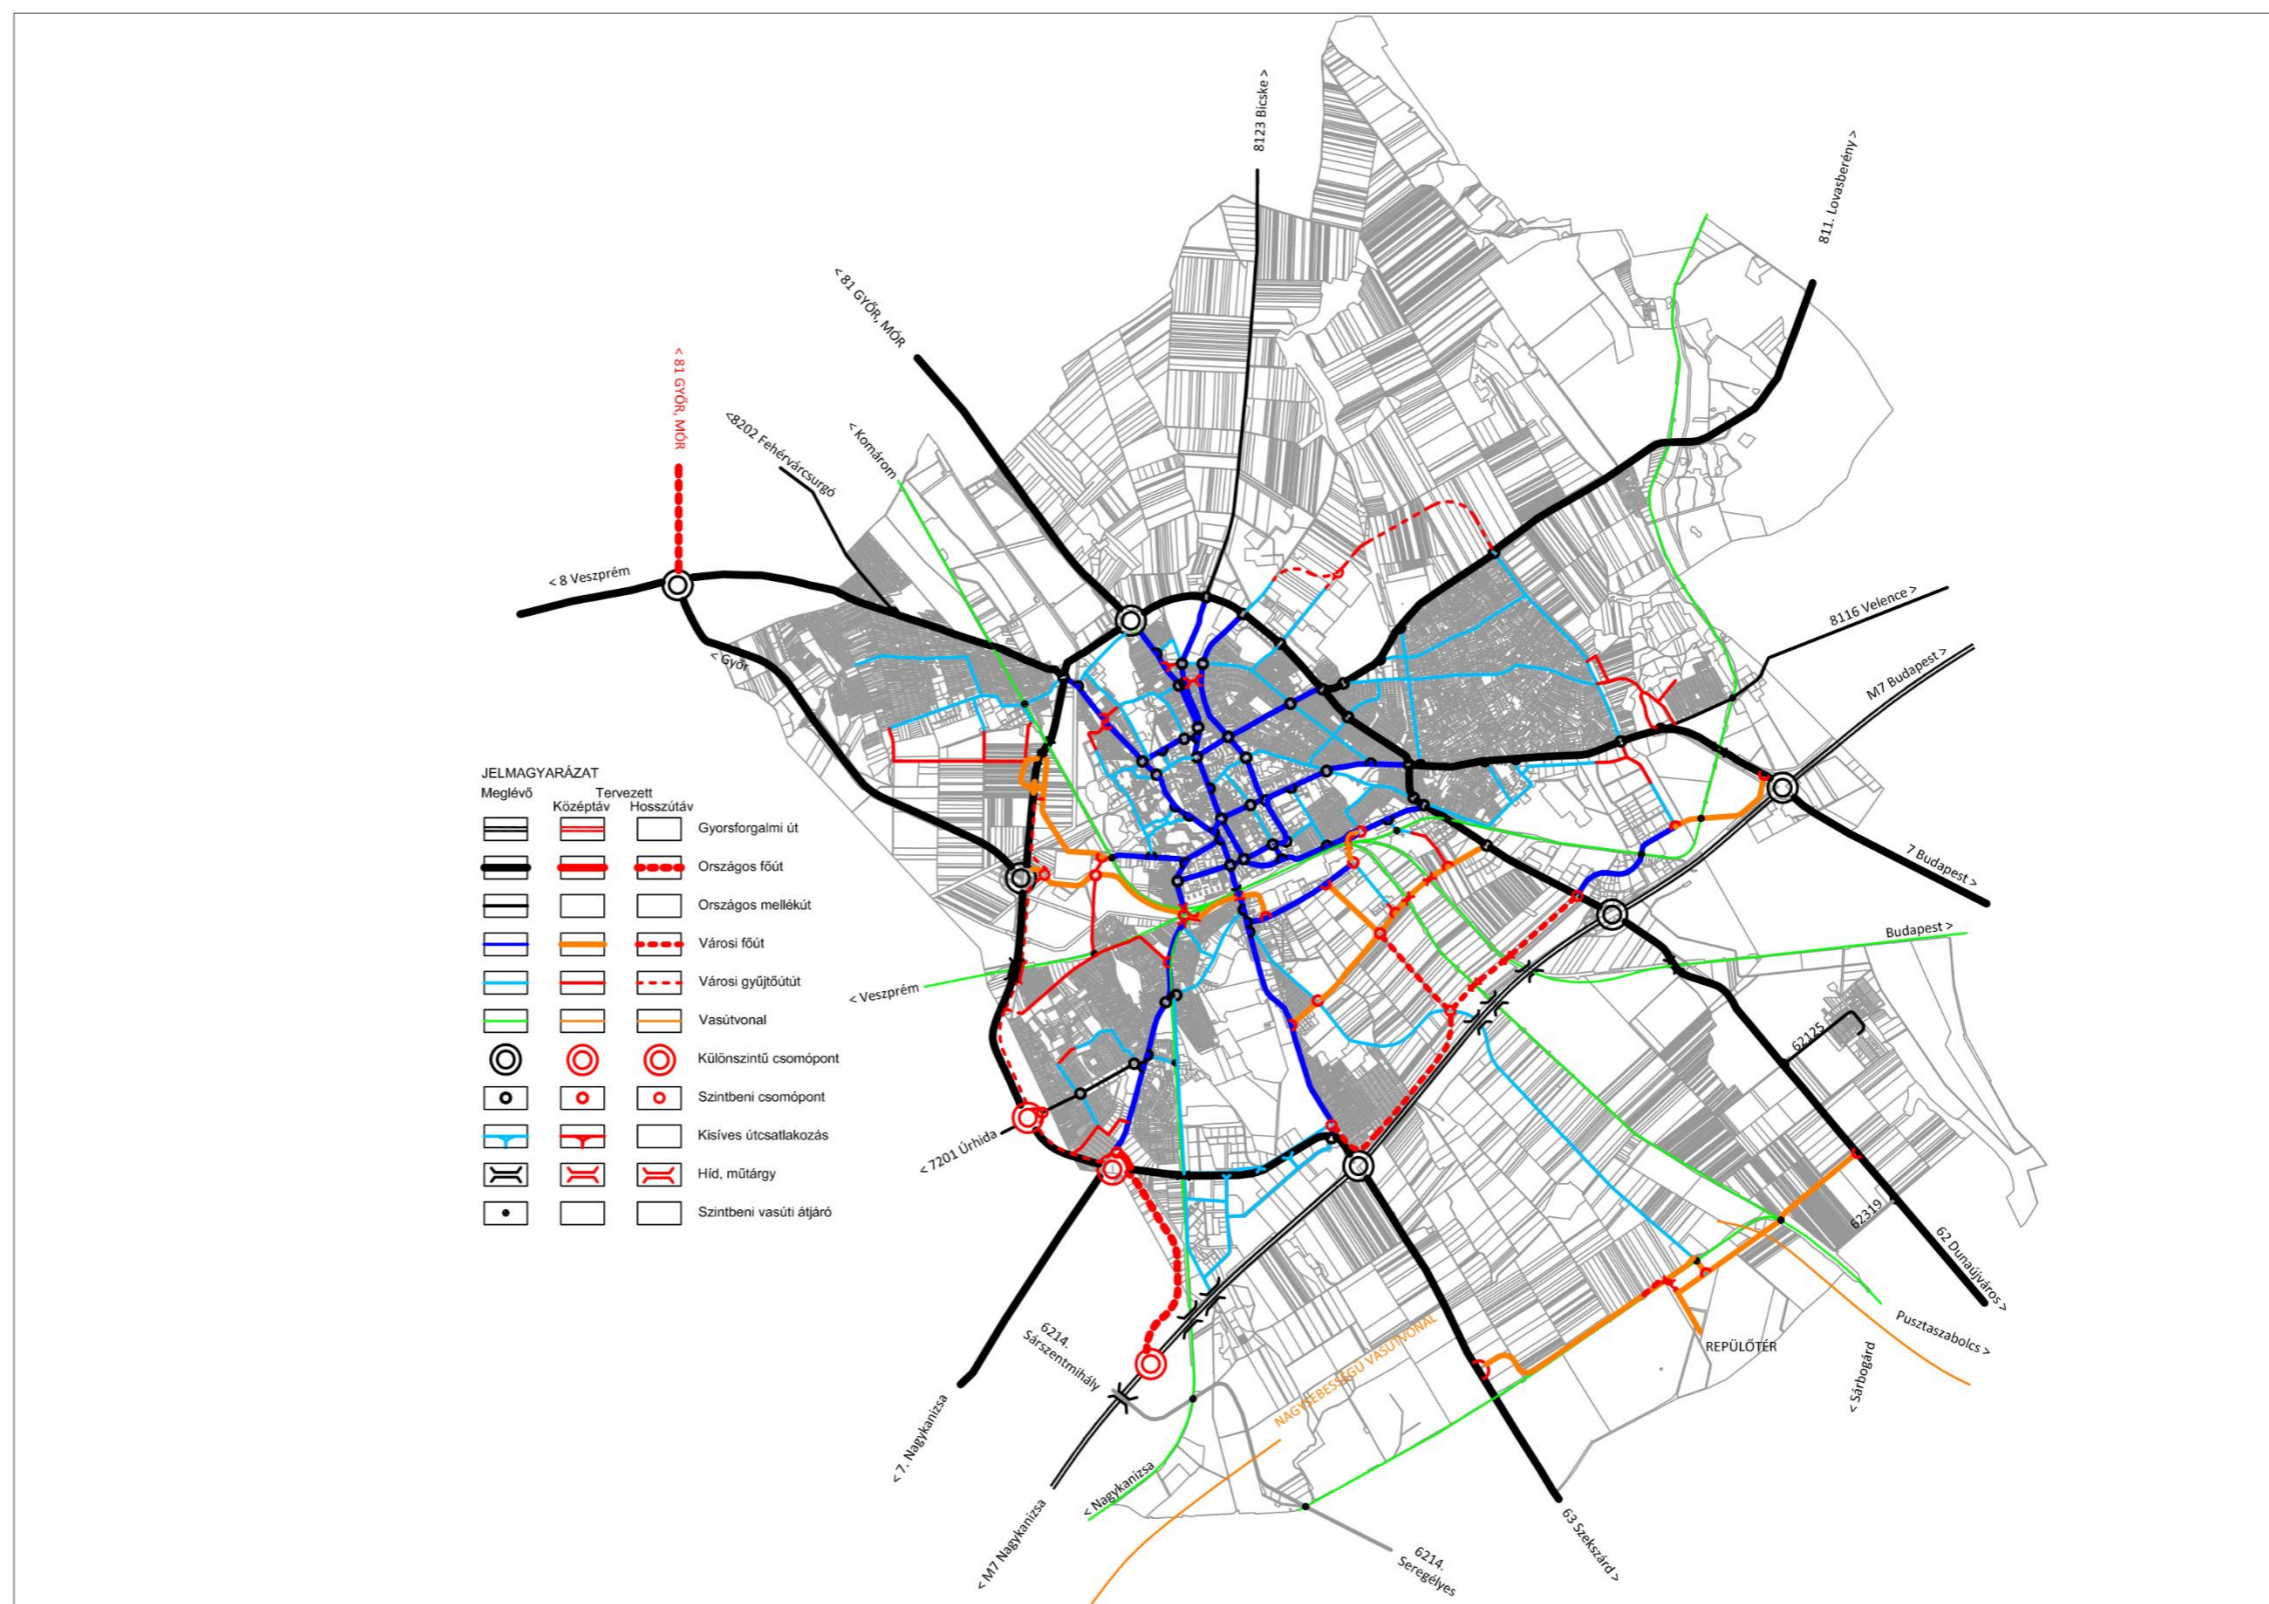 8123 Bicske >
811. Lovasberény >
< 81 GYŐR, MÓR
< 81 GYŐR, MÓR
<8202 Fehérvárcsurgó
< Komárom
< 8 Veszprém
< Győr
8116 Velence >
M7 Budapest >
7 Budapest >
Budapest >
JELMAGYARÁZAT
Meglévő Tervezett
Középtáv Hosszútáv
Gyorsforgalmi út
Országos főút
Országos mellékút
Városi főút
Városi gyűjtőútút
Vasútvonal
Különszintű csomópont
Szintbeni csomópont
Kisíves útcsatlakozás
Híd, műtárgy
Szintbeni vasúti átjáró
< Veszprém
62125
< 7201 Úrhida
62319
62 Dunaújváros >
Pusztaszabolcs >
< Sárbogárd
REPÜLŐTÉR
6214.
Sárszentmihály
NAGYSEBESSÉGŰ VASÚTVONAL
< 7. Nagykanizsa
< Nagykanizsa
< M7 Nagykanizsa
63 Szekszárd >
6214.
Seregélyes